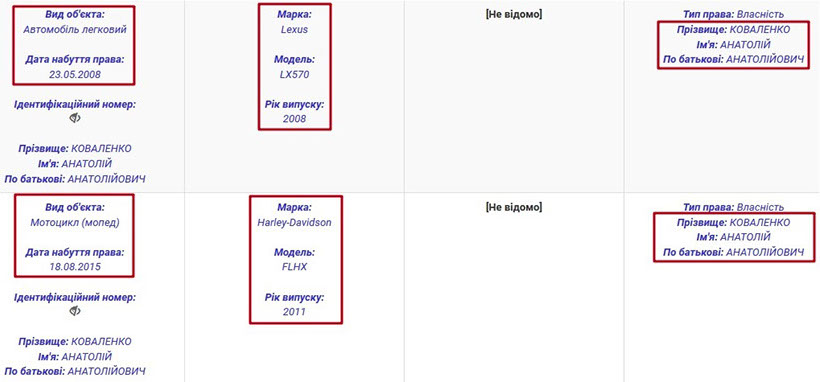 Вид об'єкта:
Автомобіль легковий
Дата набуття права:
23.05.2008
Ідентифікаційний номер:
Прізвище: КОВАЛЕНКО
Ім'я: АНАТОЛІЙ
По батькові: АНАТОЛІЙОВИЧ
Марка:
Lexus
Модель:
LX570
Рік випуску:
2008
[Не відомо]
Тип права: Власність
Прізвище: КОВАЛЕНКО
Ім'я: АНАТОЛІЙ
По батькові: АНАТОЛІЙОВИЧ
Вид об'єкта:
Мотоцикл (мопед)
Дата набуття права:
18.08.2015
Ідентифікаційний номер:
Прізвище: КОВАЛЕНКО
Ім'я: АНАТОЛІЙ
По батькові: АНАТОЛІЙОВИЧ
Марка:
Harley-Davidson
Модель:
FLHX
Рік випуску:
2011
[Не відомо]
Тип права: Власність
Прізвище: КОВАЛЕНКО
Ім'я: АНАТОЛІЙ
По батькові: АНАТОЛІЙОВИЧ